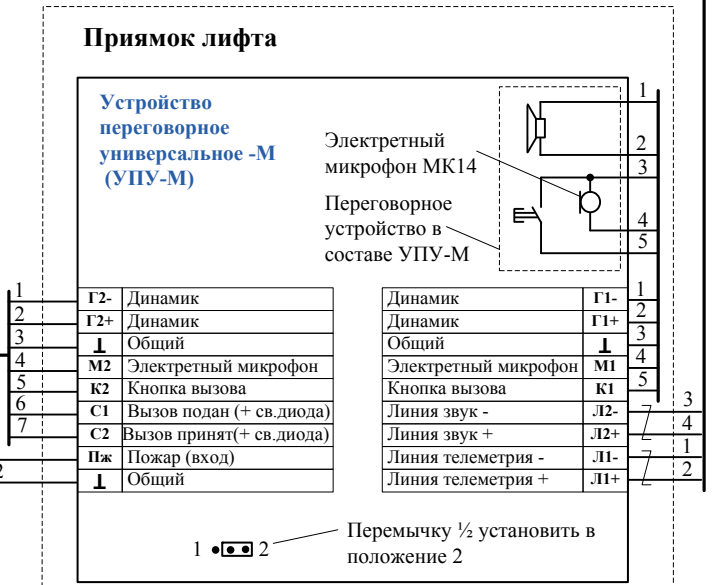 Приямок лифта
Устройство
переговорное
универсальное -М
(УПУ-М)
Электретный
микрофон МК14
Переговорное
устройство в
составе УПУ-М
1
2
3
4
5
1 Г2- Динамик
2 Г2+ Динамик
3 ⊥ Общий
4 М2 Электретный микрофон
5 К2 Кнопка вызова
6 С1 Вызов подан (+ св.диода)
7 С2 Вызов принят(+ св.диода)
2 Пж Пожар (вход)
⊥ Общий
Динамик Г1- 1
Динамик Г1+ 2
Общий ⊥ 3
Электретный микрофон М1 4
Кнопка вызова К1 5
Линия звук - Л2- 3
Линия звук + Л2+ 4
Линия телеметрия - Л1- 1
Линия телеметрия + Л1+ 2
1 2
Перемычку ½ установить в
положение 2